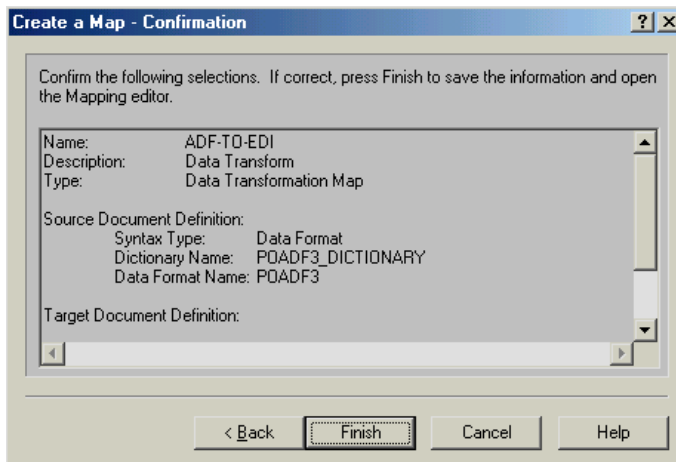 Create a Map - Confirmation
Confirm the following selections. If correct, press Finish to save the information and open
the Mapping editor.
Name: ADF-TO-EDI
Description: Data Transform
Type: Data Transformation Map
Source Document Definition:
Syntax Type: Data Format
Dictionary Name: POADF3_DICTIONARY
Data Format Name: POADF3
Target Document Definition:
< Back Finish Cancel Help